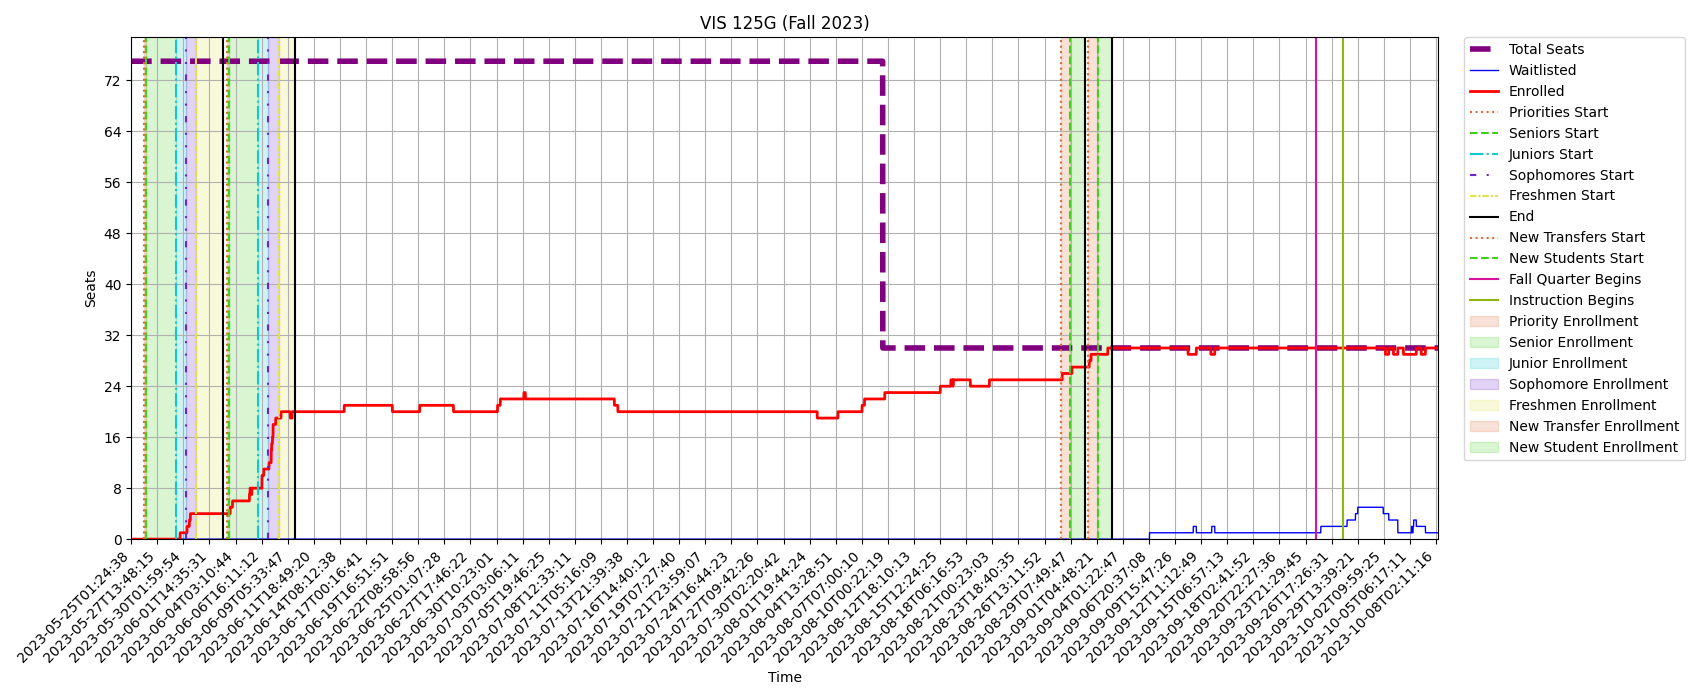 VIS 125G (Fall 2023)
Seats
72
64
56
48
40
32
24
16
8
0
2023-05-25T01:24:38
2023-05-27T13:48:15
2023-05-30T01:59:54
2023-06-01T14:35:31
2023-06-04T03:10:44
2023-06-06T16:11:12
2023-06-09T05:33:47
2023-06-11T18:49:20
2023-06-14T08:12:38
2023-06-17T00:16:41
2023-06-19T16:51:51
2023-06-22T08:58:56
2023-06-25T01:07:28
2023-06-27T17:46:22
2023-06-30T10:23:01
2023-07-03T03:06:11
2023-07-05T19:46:25
2023-07-08T12:33:11
2023-07-11T05:16:09
2023-07-13T21:39:38
2023-07-16T14:40:12
2023-07-19T07:27:40
2023-07-21T23:59:07
2023-07-24T16:44:23
2023-07-27T09:42:26
2023-07-30T02:20:42
2023-08-01T19:44:24
2023-08-04T13:28:51
2023-08-07T07:00:10
2023-08-10T00:22:19
2023-08-12T18:10:13
2023-08-15T12:24:25
2023-08-18T06:16:53
2023-08-21T00:23:03
2023-08-23T18:40:35
2023-08-26T13:11:52
2023-08-29T07:49:47
2023-09-01T04:48:21
2023-09-04T01:22:47
2023-09-06T20:37:08
2023-09-09T15:47:26
2023-09-12T11:12:49
2023-09-15T06:57:13
2023-09-18T02:41:52
2023-09-20T22:27:36
2023-09-23T21:29:45
2023-09-26T17:26:31
2023-09-29T13:39:21
2023-10-02T09:59:25
2023-10-05T06:17:11
2023-10-08T02:11:16
Time
Total Seats
Waitlisted
Enrolled
Priorities Start
Seniors Start
Juniors Start
Sophomores Start
Freshmen Start
End
New Transfers Start
New Students Start
Fall Quarter Begins
Instruction Begins
Priority Enrollment
Senior Enrollment
Junior Enrollment
Sophomore Enrollment
Freshmen Enrollment
New Transfer Enrollment
New Student Enrollment